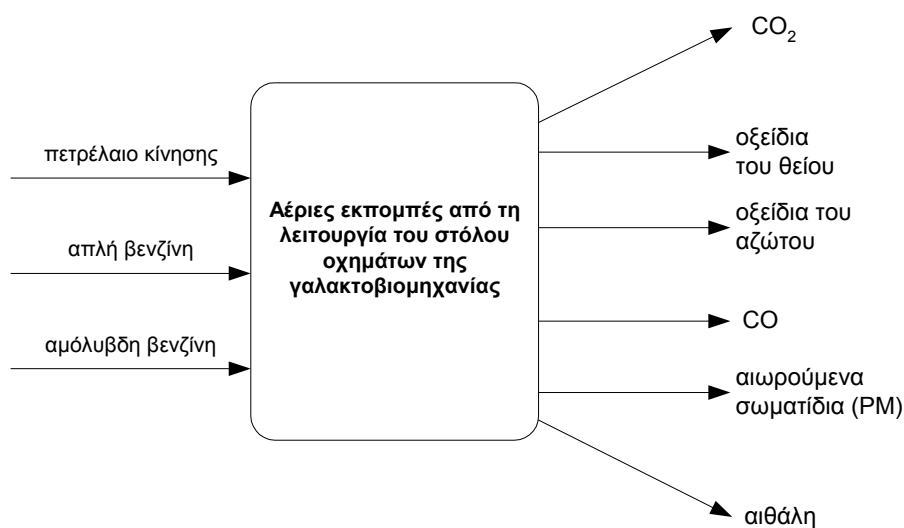 πετρέλαιο κίνησης
απλή βενζίνη
αμόλυβδη βενζίνη
Αέριες εκπομπές από τη
λειτουργία του στόλου
οχημάτων της
γαλακτοβιομηχανίας
CO₂
οξείδια
του θείου
οξείδια του
αζώτου
CO
αιωρούμενα
σωματίδια (PM)
αιθάλη